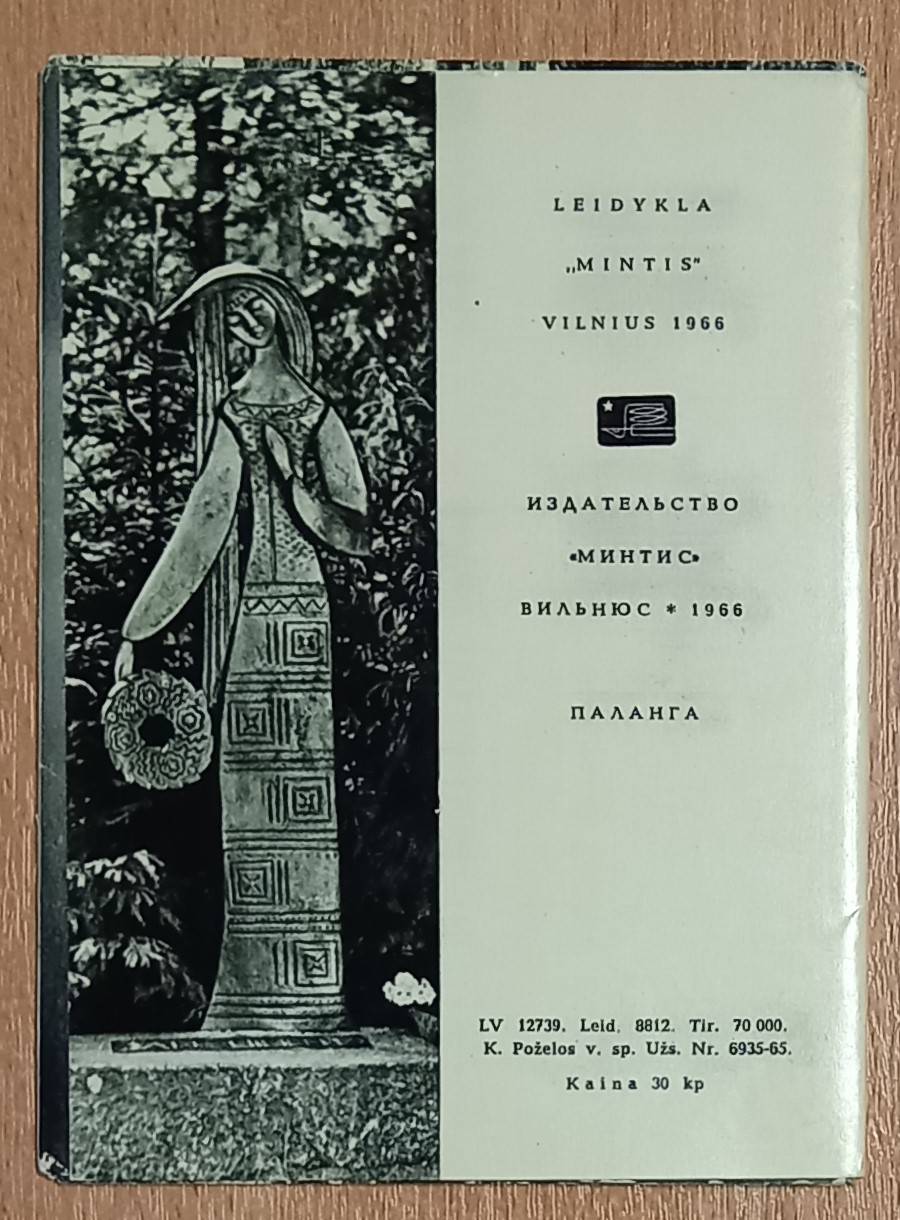 LEIDYKLA
„MINTIS”
VILNIUS 1966
ИЗДАТЕЛЬСТВО
«МИНТИС»
ВИЛЬНЮС * 1966
ПАЛАНГА
LV 12739. Leid. 8812. Tir. 70 000.
K. Poželos v. sp. Užs. Nr. 6935-65.
Kaina 30 kp